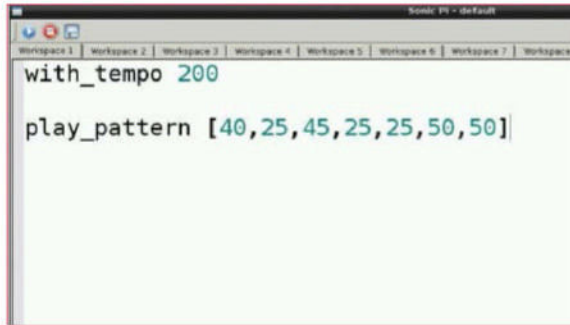 Sonic Pi - default
Workspace 1 Workspace 2 Workspace 3 Workspace 4 Workspace 5 Workspace 6 Workspace 7 Workspace
with_tempo 200
play_pattern [40,25,45,25,25,50,50]